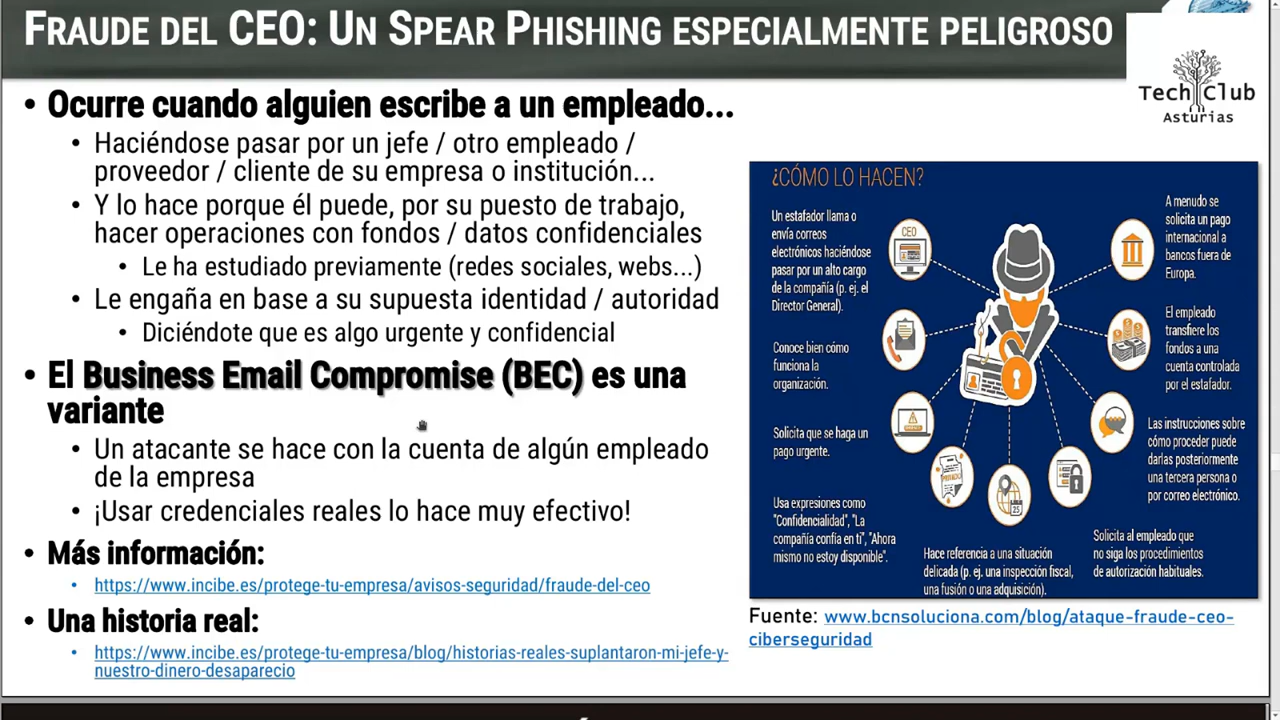 FRAUDE DEL CEO: UN SPEAR PHISHING ESPECIALMENTE PELIGROSO
Tech Club
Asturias
• Ocurre cuando alguien escribe a un empleado...
• Haciéndose pasar por un jefe / otro empleado /
proveedor / cliente de su empresa o institución...
• Y lo hace porque él puede, por su puesto de trabajo,
hacer operaciones con fondos / datos confidenciales
• Le ha estudiado previamente (redes sociales, webs...)
• Le engaña en base a su supuesta identidad / autoridad
• Diciéndote que es algo urgente y confidencial
• El Business Email Compromise (BEC) es una
variante
• Un atacante se hace con la cuenta de algún empleado
de la empresa
• ¡Usar credenciales reales lo hace muy efectivo!
• Más información:
• https://www.incibe.es/protege-tu-empresa/avisos-seguridad/fraude-del-ceo
• Una historia real:
• https://www.incibe.es/protege-tu-empresa/blog/historias-reales-suplantaron-mi-jefe-y-
nuestro-dinero-desaparecio
¿CÓMO LO HACEN?
Un estafador llama o
envía correos
electrónicos haciéndose
pasar por un alto cargo
de la compañía (p. ej. el
Director General).
CEO
Conoce bien cómo
funciona la
organización.
Solicita que se haga un
pago urgente.
Usa expresiones como
"Confidencialidad", "La
compañía confía en ti", "Ahora
mismo no estoy disponible".
Hace referencia a una situación
delicada (p. ej. una inspección fiscal,
una fusión o una adquisición).
25
Solicita al empleado que
no siga los procedimientos
de autorización habituales.
Las instrucciones sobre
cómo proceder puede
darlas posteriormente
una tercera persona o
por correo electrónico.
El empleado
transfiere los
fondos a una
cuenta controlada
por el estafador.
A menudo se
solicita un pago
internacional a
bancos fuera de
Europa.
Fuente: www.bcnsoluciona.com/blog/ataque-fraude-ceo-
ciberseguridad